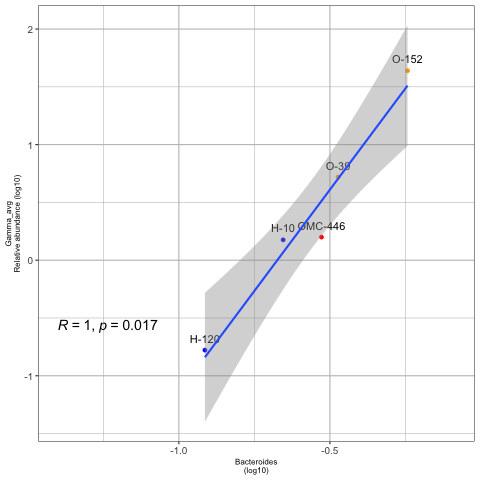 2
O-152
1
O-39
H-10
OMC-446
0
R = 1, p = 0.017
H-120
-1
-1.0
-0.5
Gamma_avg
Relative abundance (log10)
Bacteroides
(log10)